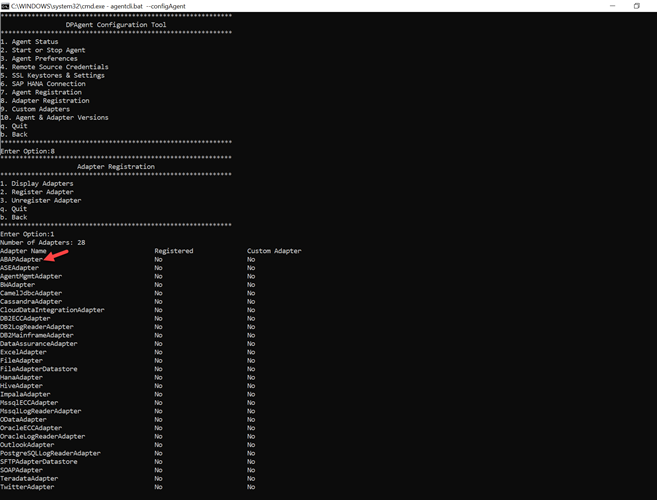 C:\WINDOWS\system32\cmd.exe - agentcli.bat --configAgent
************************************************************
DPAgent Configuration Tool
************************************************************
1. Agent Status
2. Start or Stop Agent
3. Agent Preferences
4. Remote Source Credentials
5. SSL Keystores & Settings
6. SAP HANA Connection
7. Agent Registration
8. Adapter Registration
9. Custom Adapters
10. Agent & Adapter Versions
q. Quit
b. Back
************************************************************
Enter Option:8
************************************************************
Adapter Registration
************************************************************
1. Display Adapters
2. Register Adapter
3. Unregister Adapter
q. Quit
b. Back
************************************************************
Enter Option:1
Number of Adapters: 28
Adapter Name Registered Custom Adapter
ABAPAdapter No No
ASEAdapter No No
AgentMgmtAdapter No No
BWAdapter No No
CamelJdbcAdapter No No
CassandraAdapter No No
CloudDataIntegrationAdapter No No
DB2ECCAdapter No No
DB2LogReaderAdapter No No
DB2MainframeAdapter No No
DataAssuranceAdapter No No
ExcelAdapter No No
FileAdapter No No
FileAdapterDatastore No No
HanaAdapter No No
HiveAdapter No No
ImpalaAdapter No No
MssqlECCAdapter No No
MssqlLogReaderAdapter No No
ODataAdapter No No
OracleECCAdapter No No
OracleLogReaderAdapter No No
OutlookAdapter No No
PostgreSQLLogReaderAdapter No No
SFTPAdapterDatastore No No
SOAPAdapter No No
TeradataAdapter No No
TwitterAdapter No No